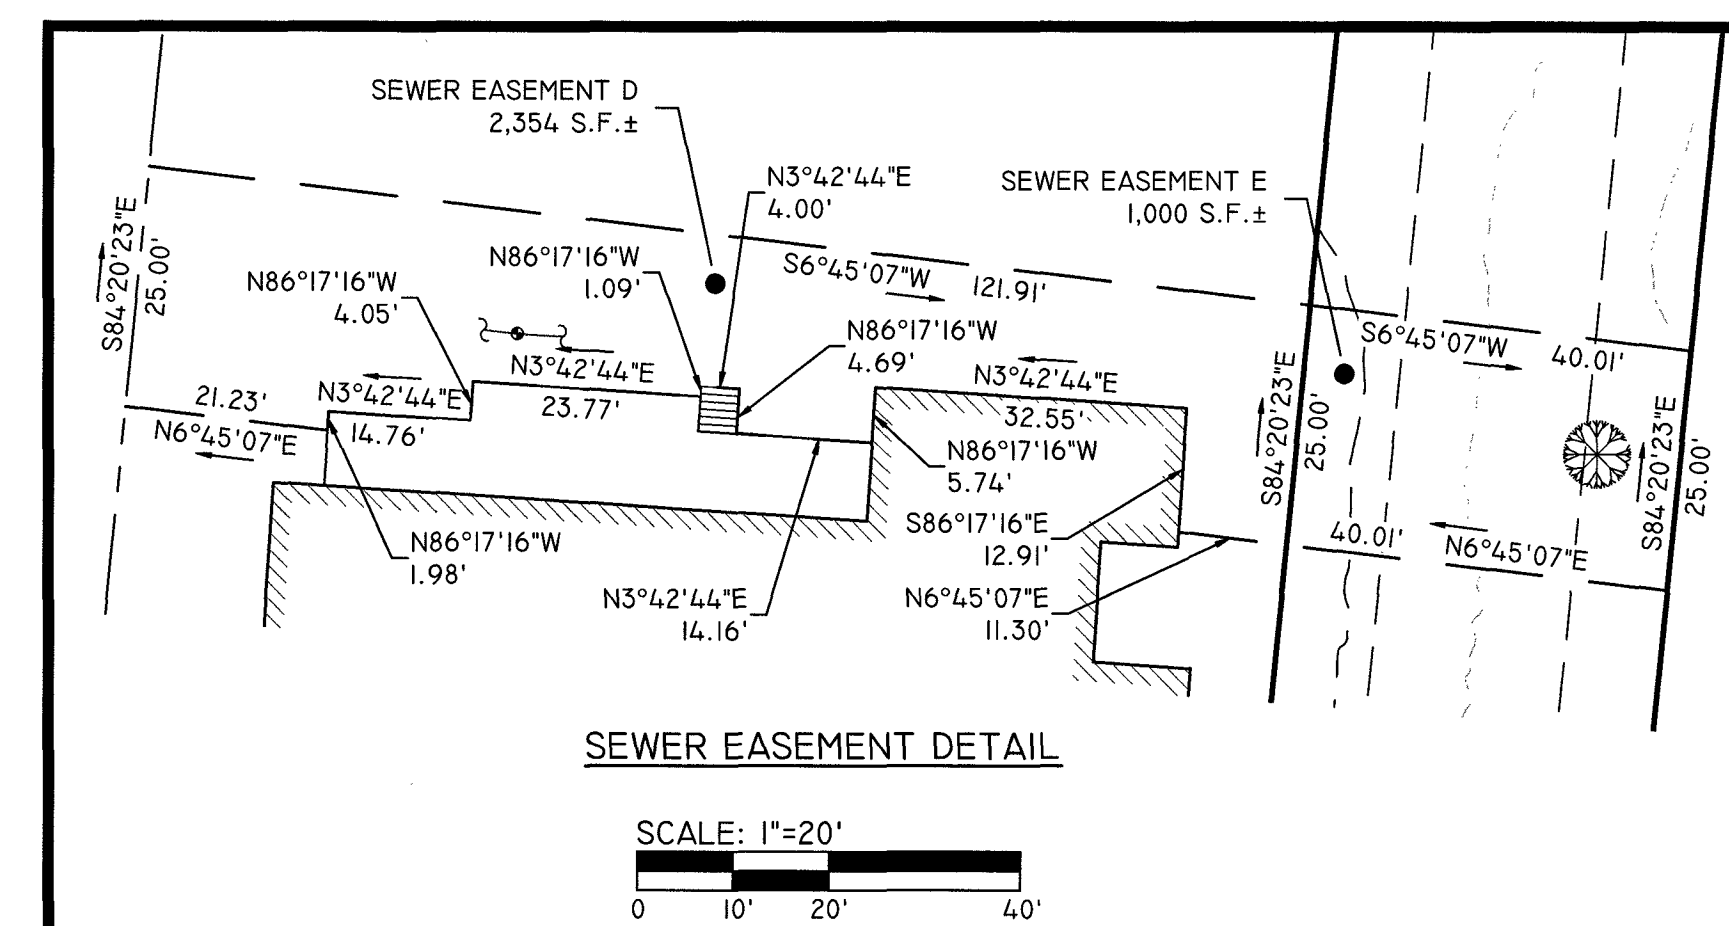 SEWER EASEMENT D
2,354 S.F.±
N3°42'44"E
4.00'
SEWER EASEMENT E
1,000 S.F.±
S84°20'23"E
25.00'
N86°17'16"W
1.09'
S6°45'07"W
121.91'
N86°17'16"W
4.05'
N86°17'16"W
4.69'
S6°45'07"W
40.01'
N3°42'44"E
23.77'
N3°42'44"E
32.55'
21.23'
N6°45'07"E
N3°42'44"E
14.76'
S84°20'23"E
25.00'
S84°20'23"E
25.00'
N86°17'16"W
5.74'
S86°17'16"E
12.91'
N86°17'16"W
1.98'
40.01'
N6°45'07"E
N3°42'44"E
14.16'
N6°45'07"E
11.30'
SEWER EASEMENT DETAIL
SCALE: 1"=20'
0 10' 20' 40'